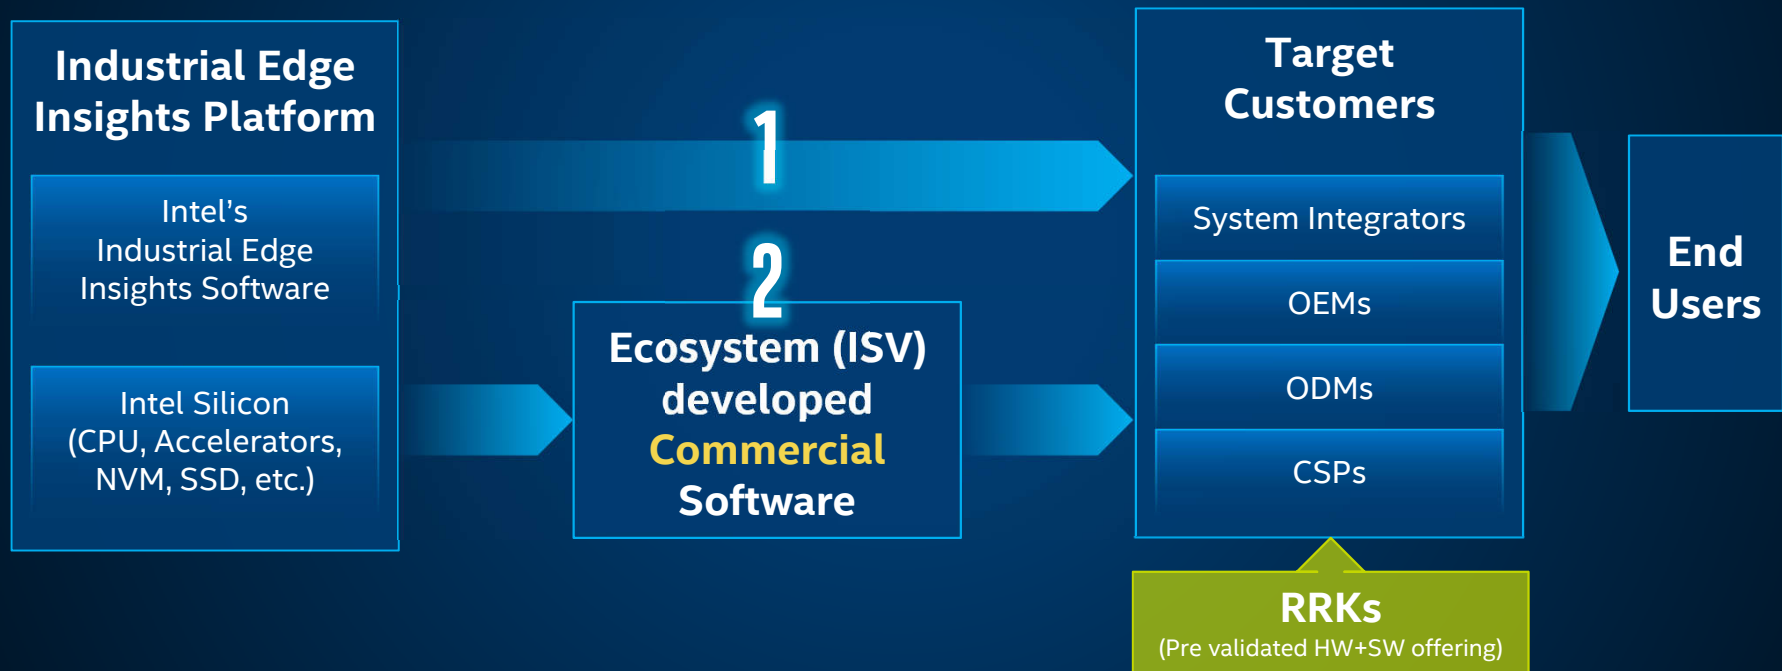 Industrial Edge
Insights Platform
Intel's
Industrial Edge
Insights Software
Intel Silicon
(CPU, Accelerators,
NVM, SSD, etc.)
1
2
Ecosystem (ISV)
developed
Commercial
Software
Target
Customers
System Integrators
OEMs
ODMs
CSPs
RRKs
(Pre validated HW+SW offering)
End
Users